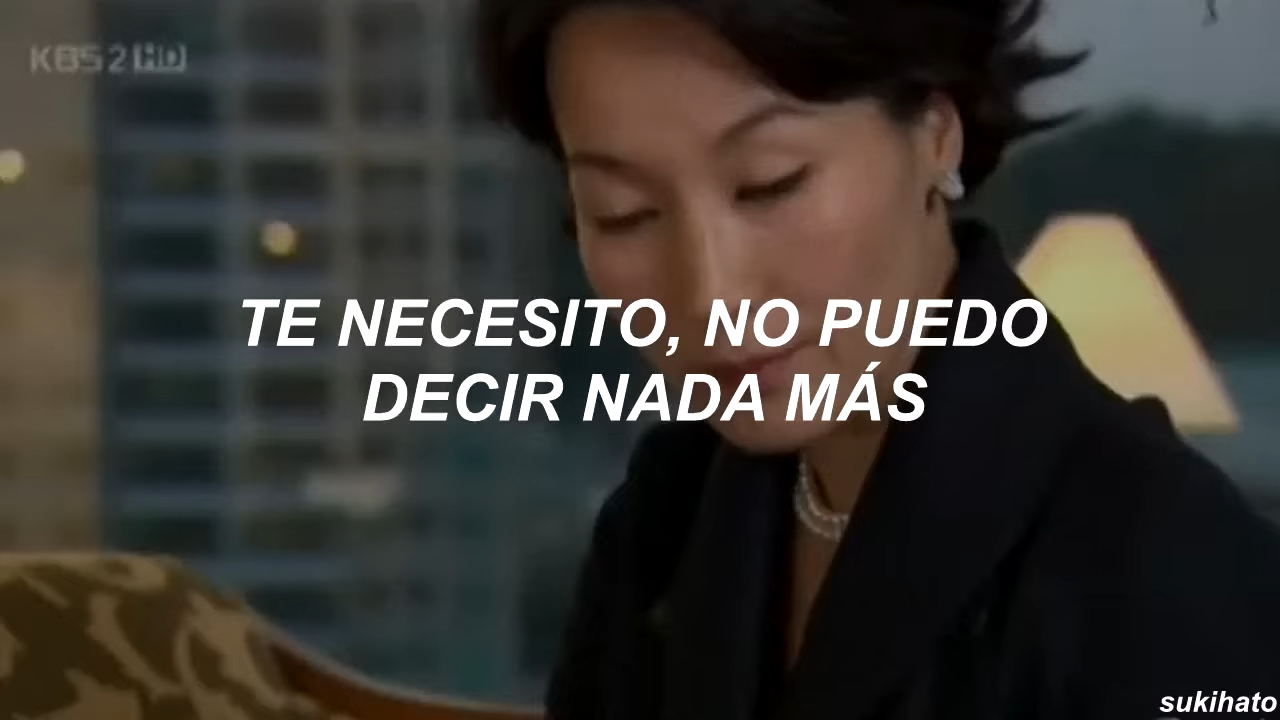 KBS2 HD
TE NECESITO, NO PUEDO
DECIR NADA MÁS
sukihato